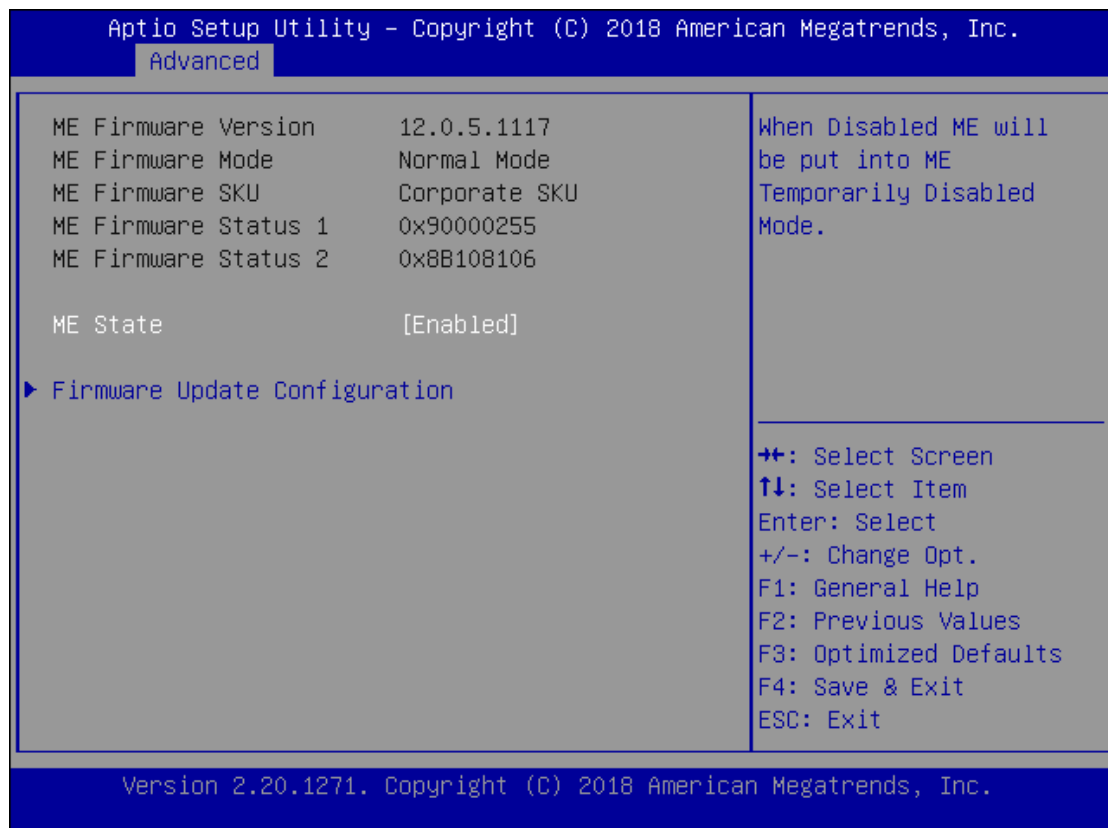 Aptio Setup Utility – Copyright (C) 2018 American Megatrends, Inc.
Advanced
ME Firmware Version 12.0.5.1117
ME Firmware Mode Normal Mode
ME Firmware SKU Corporate SKU
ME Firmware Status 1 0x90000255
ME Firmware Status 2 0x8B108106
ME State [Enabled]
Firmware Update Configuration
When Disabled ME will
be put into ME
Temporarily Disabled
Mode.
→←: Select Screen
↑↓: Select Item
Enter: Select
+/-: Change Opt.
F1: General Help
F2: Previous Values
F3: Optimized Defaults
F4: Save & Exit
ESC: Exit
Version 2.20.1271. Copyright (C) 2018 American Megatrends, Inc.